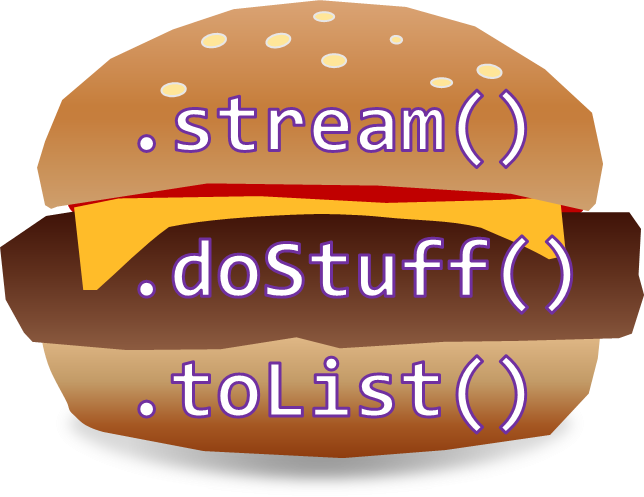 .stream()
.doStuff()
.toList()